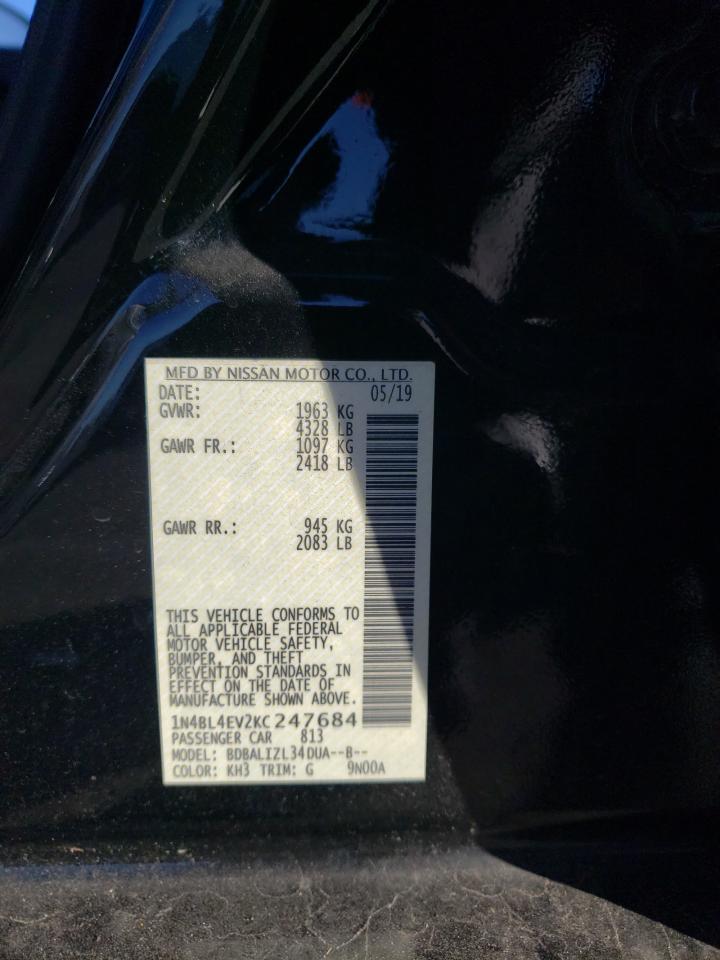 MFD BY NISSAN MOTOR CO., LTD.
DATE: 05/19
GVWR: 1963 KG
4328 LB
GAWR FR.: 1097 KG
2418 LB
GAWR RR.: 945 KG
2083 LB
THIS VEHICLE CONFORMS TO
ALL APPLICABLE FEDERAL
MOTOR VEHICLE SAFETY,
BUMPER, AND THEFT
PREVENTION STANDARDS IN
EFFECT ON THE DATE OF
MANUFACTURE SHOWN ABOVE.
1N4BL4EV2KC247684
PASSENGER CAR 813
MODEL: BDBALIZL34DUA--B--
COLOR: KH3 TRIM: G 9N00A